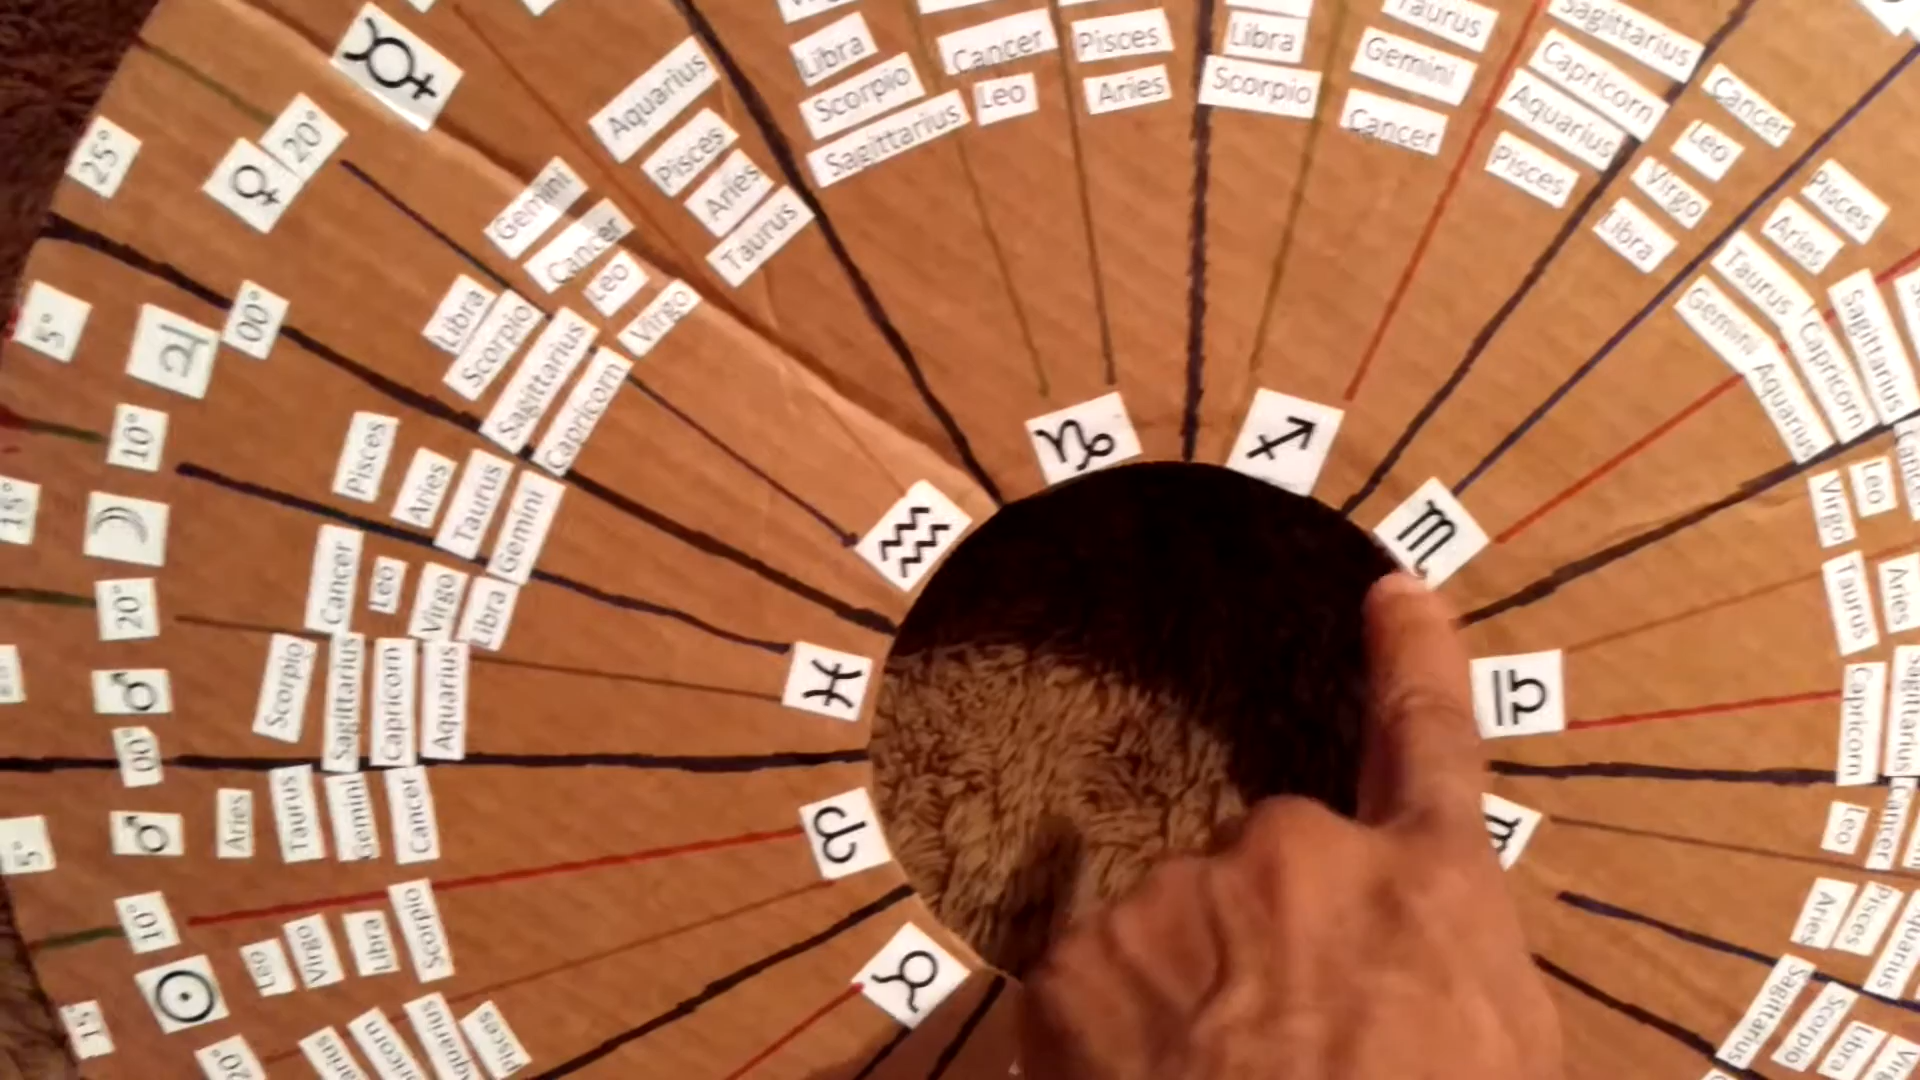 Libra
Scorpio
Sagittarius
Cancer
Leo
Pisces
Aries
Libra
Scorpio
Taurus
Gemini
Cancer
Sagittarius
Capricorn
Aquarius
Pisces
Cancer
Leo
Virgo
Libra
Pisces
Aries
Taurus
Gemini
Sagittarius
Capricorn
Aquarius
Cancer
Leo
Virgo
Aries
Taurus
Sagittarius
Capricorn
Cancer
Leo
Pisces
Aries
Libra
Scorpio
Sagittarius
Aquarius
Pisces
Aries
Taurus
25°
20°
Gemini
Cancer
Leo
Virgo
5°
00°
Libra
Scorpio
Sagittarius
Capricorn
10°
Pisces
Aries
Taurus
Gemini
15°
20°
Cancer
Leo
Virgo
Libra
00°
Scorpio
Sagittarius
Capricorn
Aquarius
5°
Aries
Taurus
Gemini
Cancer
10°
Leo
Virgo
Libra
Scorpio
20°
Pisces